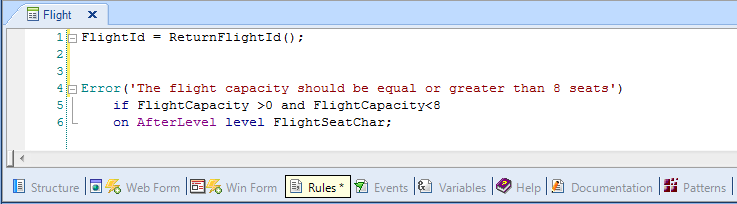 Flight
1 FlightId = ReturnFlightId();
2
3
4 Error('The flight capacity should be equal or greater than 8 seats')
5 if FlightCapacity >0 and FlightCapacity<8
6 on AfterLevel level FlightSeatChar;
Structure Web Form Win Form Rules * Events Variables Help Documentation Patterns